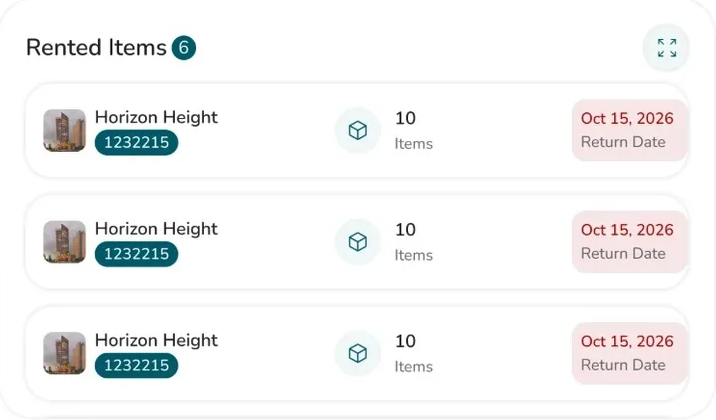 Rented Items 6
Horizon Height
1232215
10
Items
Oct 15, 2026
Return Date
Horizon Height
1232215
10
Items
Oct 15, 2026
Return Date
Horizon Height
1232215
10
Items
Oct 15, 2026
Return Date